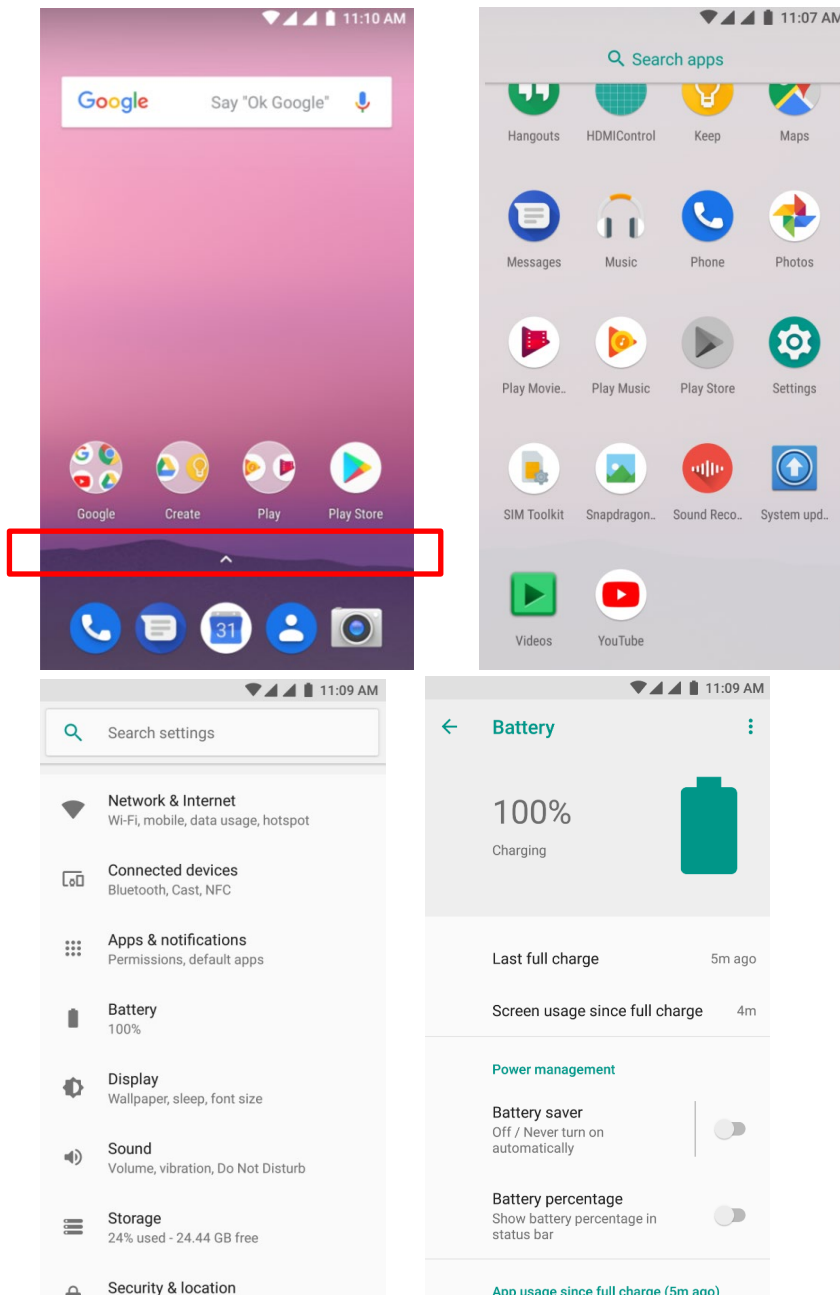 11:10 AM
Google Say "Ok Google"
Google Create Play Play Store
31
11:07 AM
Search apps
Hangouts HDMIControl Keep Maps
Messages Music Phone Photos
Play Movie.. Play Music Play Store Settings
SIM Toolkit Snapdragon.. Sound Reco.. System upd..
Videos YouTube
11:09 AM
Search settings
Network & Internet
Wi-Fi, mobile, data usage, hotspot
Connected devices
Bluetooth, Cast, NFC
Apps & notifications
Permissions, default apps
Battery
100%
Display
Wallpaper, sleep, font size
Sound
Volume, vibration, Do Not Disturb
Storage
24% used - 24.44 GB free
Security & location
11:09 AM
Battery
100%
Charging
Last full charge 5m ago
Screen usage since full charge 4m
Power management
Battery saver
Off / Never turn on
automatically
Battery percentage
Show battery percentage in
status bar
App usage since full charge (5m ago)